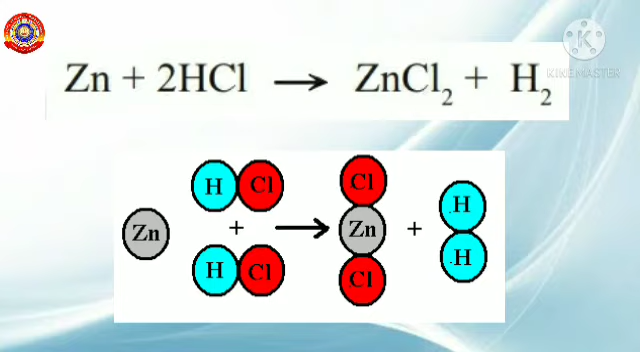 K
KINEMASTER
Zn + 2HCl → ZnCl₂ + H₂
H Cl Cl
Zn + → Zn + H
H Cl Cl H